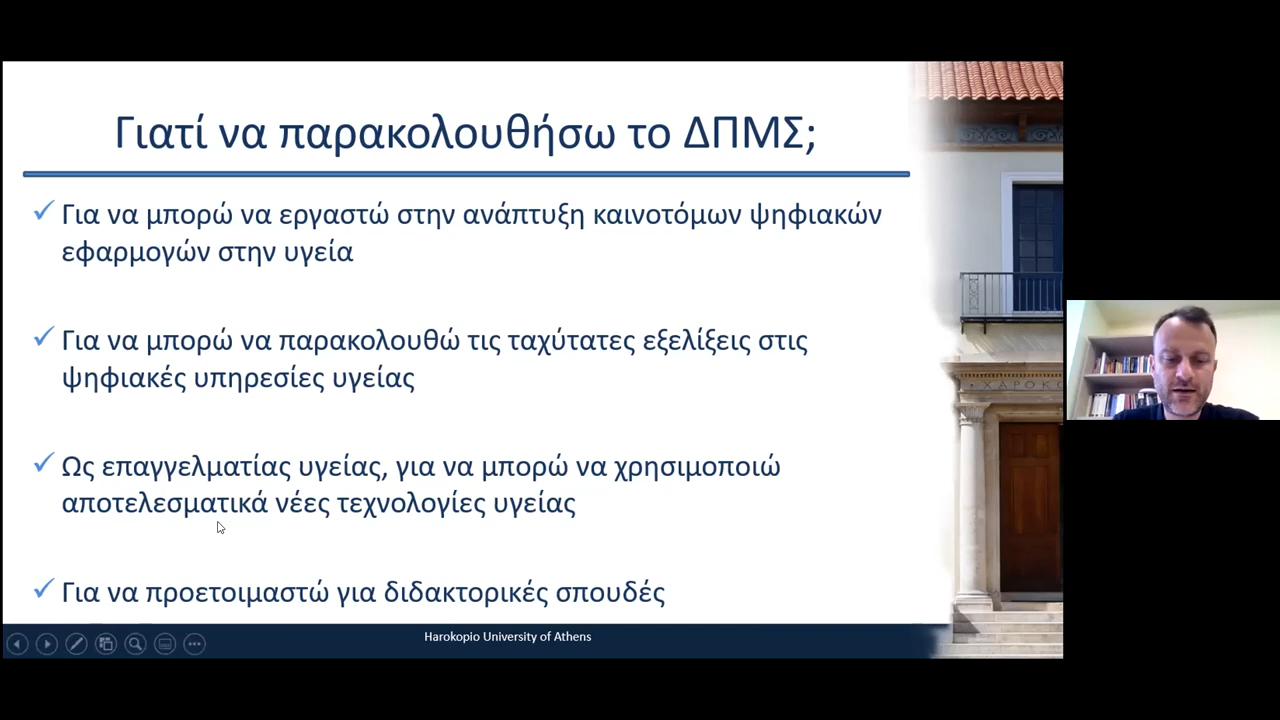 Γιατί να παρακολουθήσω το ΔΠΜΣ;
Για να μπορώ να εργαστώ στην ανάπτυξη καινοτόμων ψηφιακών
εφαρμογών στην υγεία
Για να μπορώ να παρακολουθώ τις ταχύτατες εξελίξεις στις
ψηφιακές υπηρεσίες υγείας
Ως επαγγελματίας υγείας, για να μπορώ να χρησιμοποιώ
αποτελεσματικά νέες τεχνολογίες υγείας
Για να προετοιμαστώ για διδακτορικές σπουδές
Harokopio University of Athens
ΧΑΡΟΚΟ